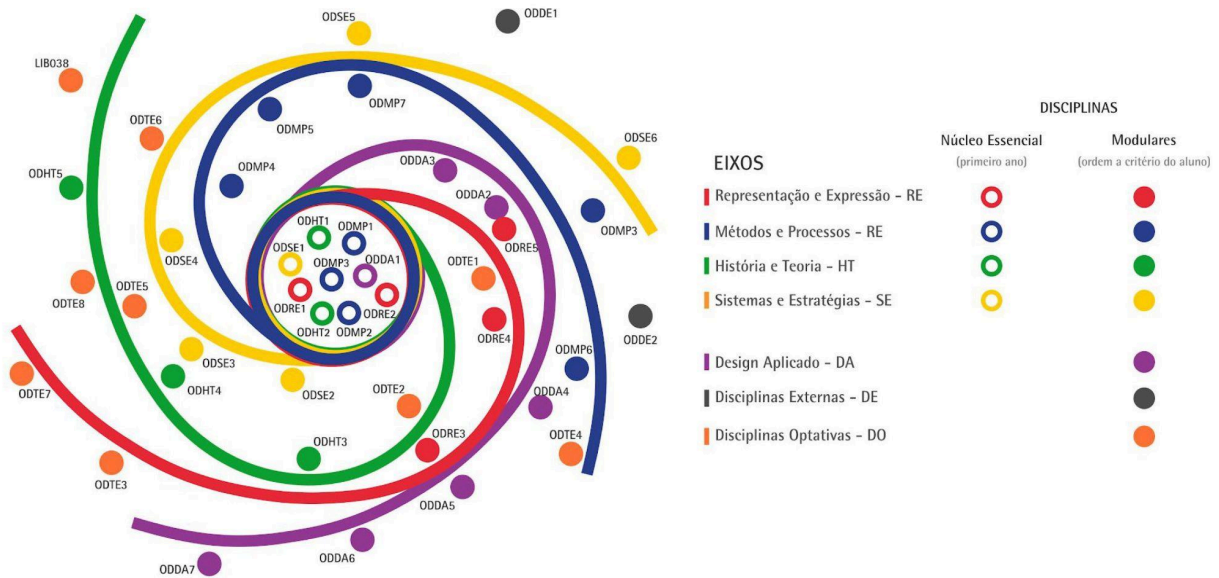 ODSE5
ODDE1
LIB038
ODTE6
ODMP5
ODMP7
ODSE6
ODMP4
ODDA3
ODHT5
ODDA2
ODMP3
ODRE5
ODHT1
ODMP1
ODSE1
ODDA1
ODMP3
ODSE4
ODTE1
ODRE1
ODRE2
ODHT2
ODMP2
ODTE8
ODTE5
ODRE4
ODDE2
ODSE3
ODMP6
ODHT4
ODSE2
ODTE2
ODTE7
ODDA4
ODHT3
ODRE3
ODTE4
ODTE3
ODDA5
ODDA6
ODDA7
DISCIPLINAS
EIXOS
Núcleo Essencial
(primeiro ano)
Modulares
(ordem a critério do aluno)
Representação e Expressão - RE
Métodos e Processos - RE
História e Teoria - HT
Sistemas e Estratégias - SE
Design Aplicado - DA
Disciplinas Externas - DE
Disciplinas Optativas - DO